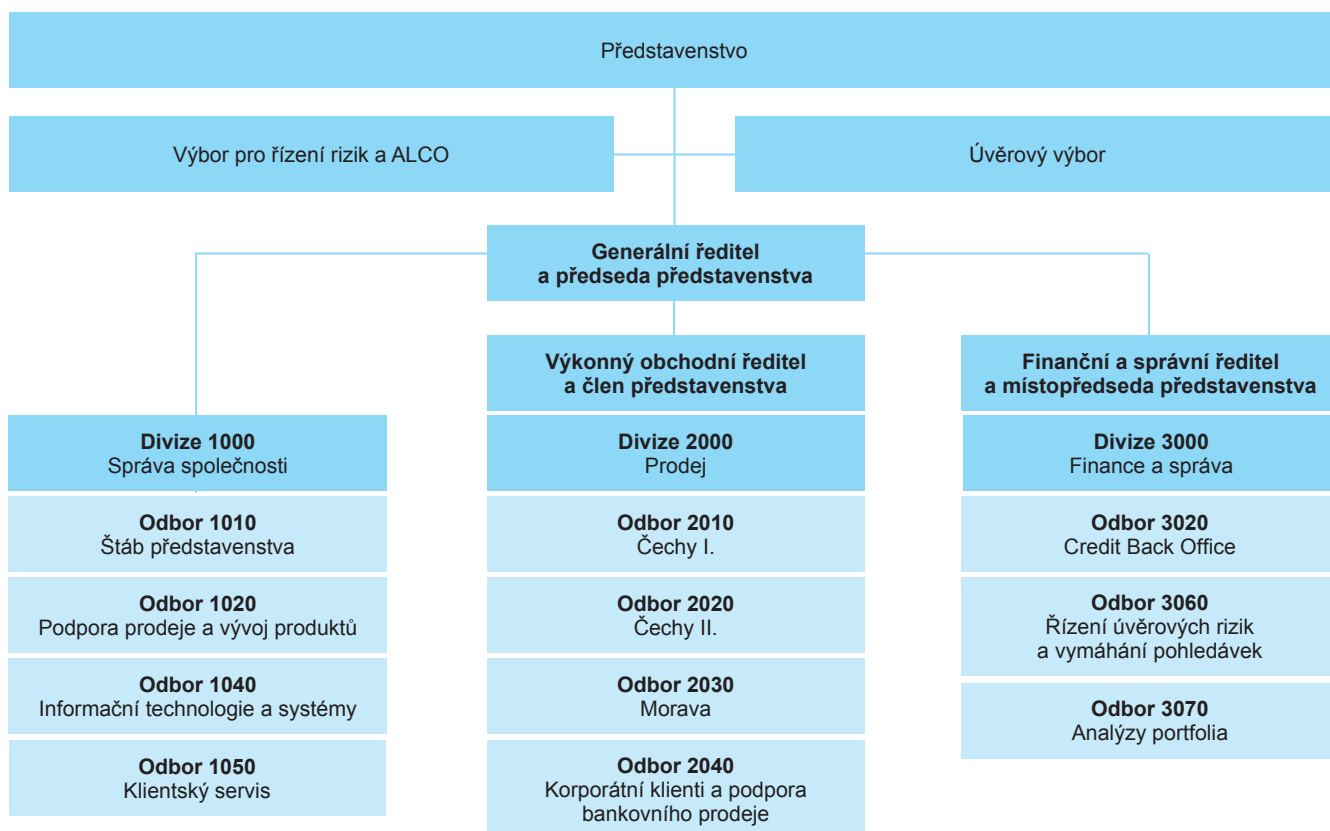 Představenstvo
Výbor pro řízení rizik a ALCO
Úvěrový výbor
Generální ředitel
a předseda představenstva
Výkonný obchodní ředitel
a člen představenstva
Finanční a správní ředitel
a místopředseda představenstva
Divize 1000
Správa společnosti
Odbor 1010
Štáb představenstva
Odbor 1020
Podpora prodeje a vývoj produktů
Odbor 1040
Informační technologie a systémy
Odbor 1050
Klientský servis
Divize 2000
Prodej
Odbor 2010
Čechy I.
Odbor 2020
Čechy II.
Odbor 2030
Morava
Odbor 2040
Korporátní klienti a podpora
bankovního prodeje
Divize 3000
Finance a správa
Odbor 3020
Credit Back Office
Odbor 3060
Řízení úvěrových rizik
a vymáhání pohledávek
Odbor 3070
Analýzy portfolia